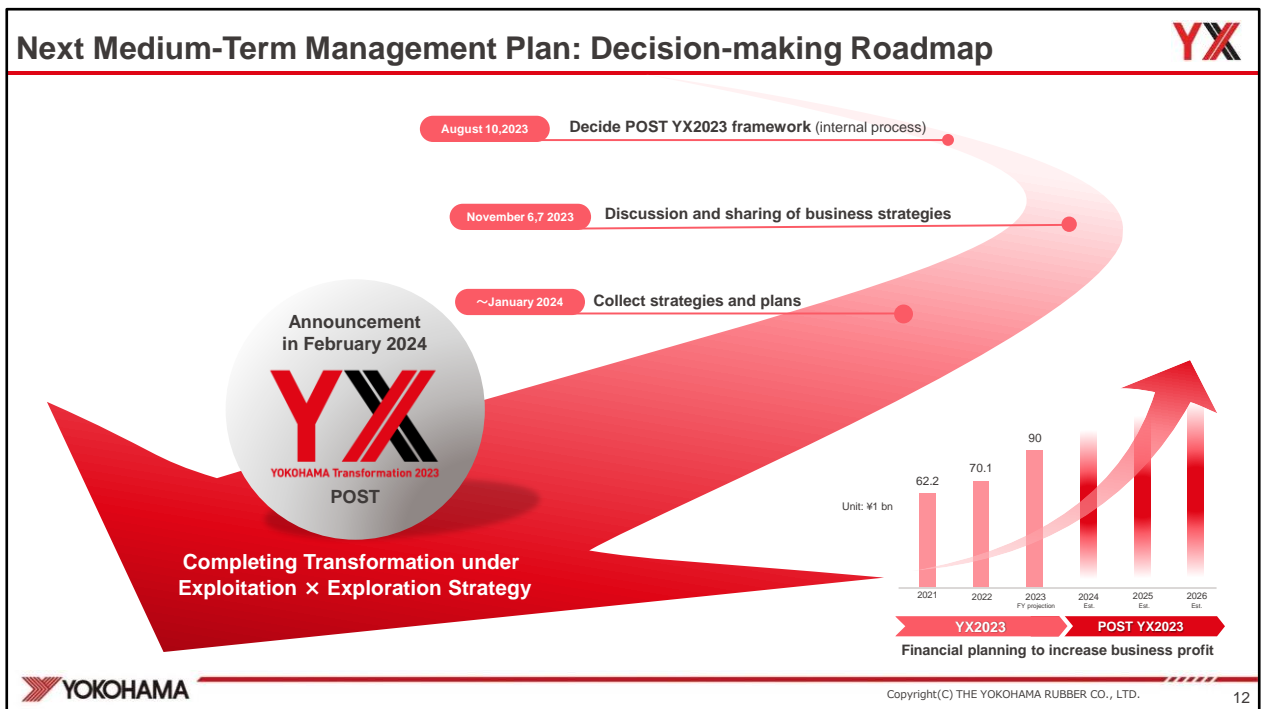 Next Medium-Term Management Plan: Decision-making Roadmap
YX
August 10,2023
Decide POST YX2023 framework (internal process)
November 6,7 2023
Discussion and sharing of business strategies
～January 2024
Collect strategies and plans
Announcement
in February 2024
YX
YOKOHAMA Transformation 2023
POST
Completing Transformation under
Exploitation × Exploration Strategy
Unit: ¥1 bn
62.2
70.1
90
2021
2022
2023
FY projection
2024
Est.
2025
Est.
2026
Est.
YX2023
POST YX2023
Financial planning to increase business profit
YOKOHAMA
Copyright(C) THE YOKOHAMA RUBBER CO., LTD.
12